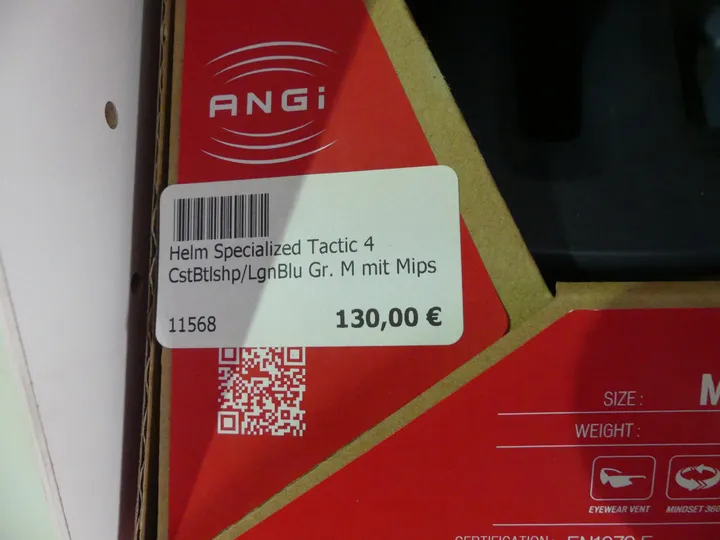 ANGi
Helm Specialized Tactic 4
CstBtlshp/LgnBlu Gr. M mit Mips
11568
130,00 €
SIZE : M
WEIGHT :
EYEWEAR VENT
MINDSET 360
CERTIFICATION :